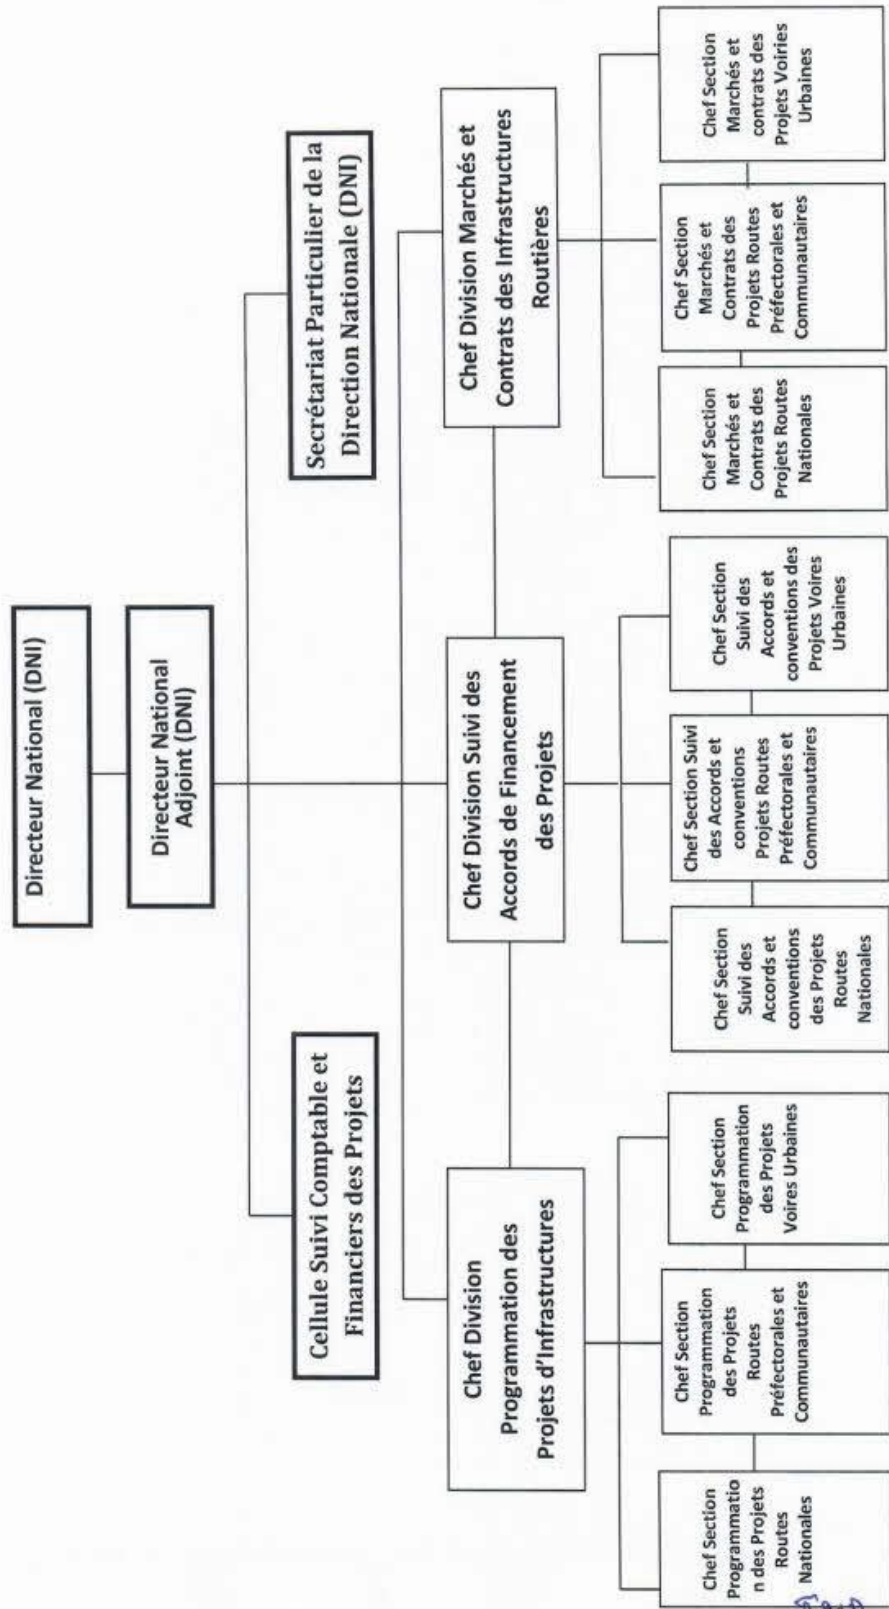 Directeur National (DNI)
Directeur National
Adjoint (DNI)
Cellule Suivi Comptable et
Financiers des Projets
Secrétariat Particulier de la
Direction Nationale (DNI)
Chef Division
Programmation des
Projets d'Infrastructures
Chef Division Suivi des
Accords de Financement
des Projets
Chef Division Marchés et
Contrats des Infrastructures
Routières
Chef Section
Programmatio
n des Projets
Routes
Nationales
Chef Section
Programmation
des Projets
Routes
Préfectorales et
Communautaires
Chef Section
Programmation
des Projets
Voires Urbaines
Chef Section
Suivi des
Accords et
conventions
des Projets
Routes
Nationales
Chef Section Suivi
des Accords et
conventions
Projets Routes
Préfectorales et
Communautaires
Chef Section
Suivi des
Accords et
conventions des
Projets Voires
Urbaines
Chef Section
Marchés et
Contrats des
Projets Routes
Nationales
Chef Section
Marchés et
Contrats des
Projets Routes
Préfectorales et
Communautaires
Chef Section
Marchés et
contrats des
Projets Voiries
Urbaines